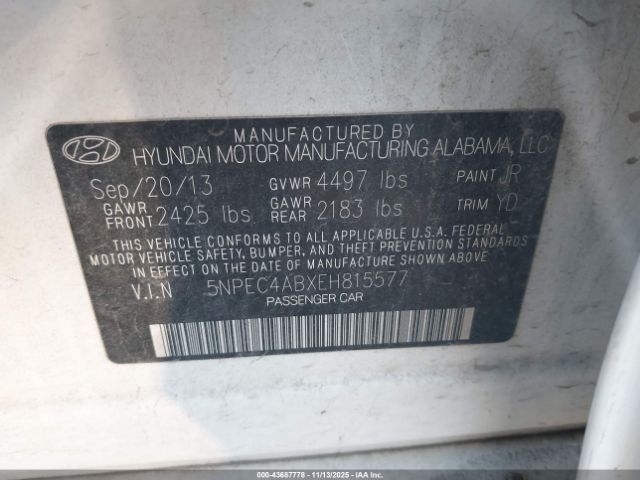 MANUFACTURED BY
HYUNDAI MOTOR MANUFACTURING ALABAMA, LLC
Sep/20/13 GVWR 4497 lbs PAINT JR
GAWR FRONT 2425 lbs GAWR REAR 2183 lbs TRIM YD
THIS VEHICLE CONFORMS TO ALL APPLICABLE U.S.A. FEDERAL
MOTOR VEHICLE SAFETY, BUMPER, AND THEFT PREVENTION STANDARDS
IN EFFECT ON THE DATE OF MANUFACTURE SHOWN ABOVE.
V.I.N 5NPEC4ABXEH815577
PASSENGER CAR
000-43687778 - 11/13/2025 - IAAI